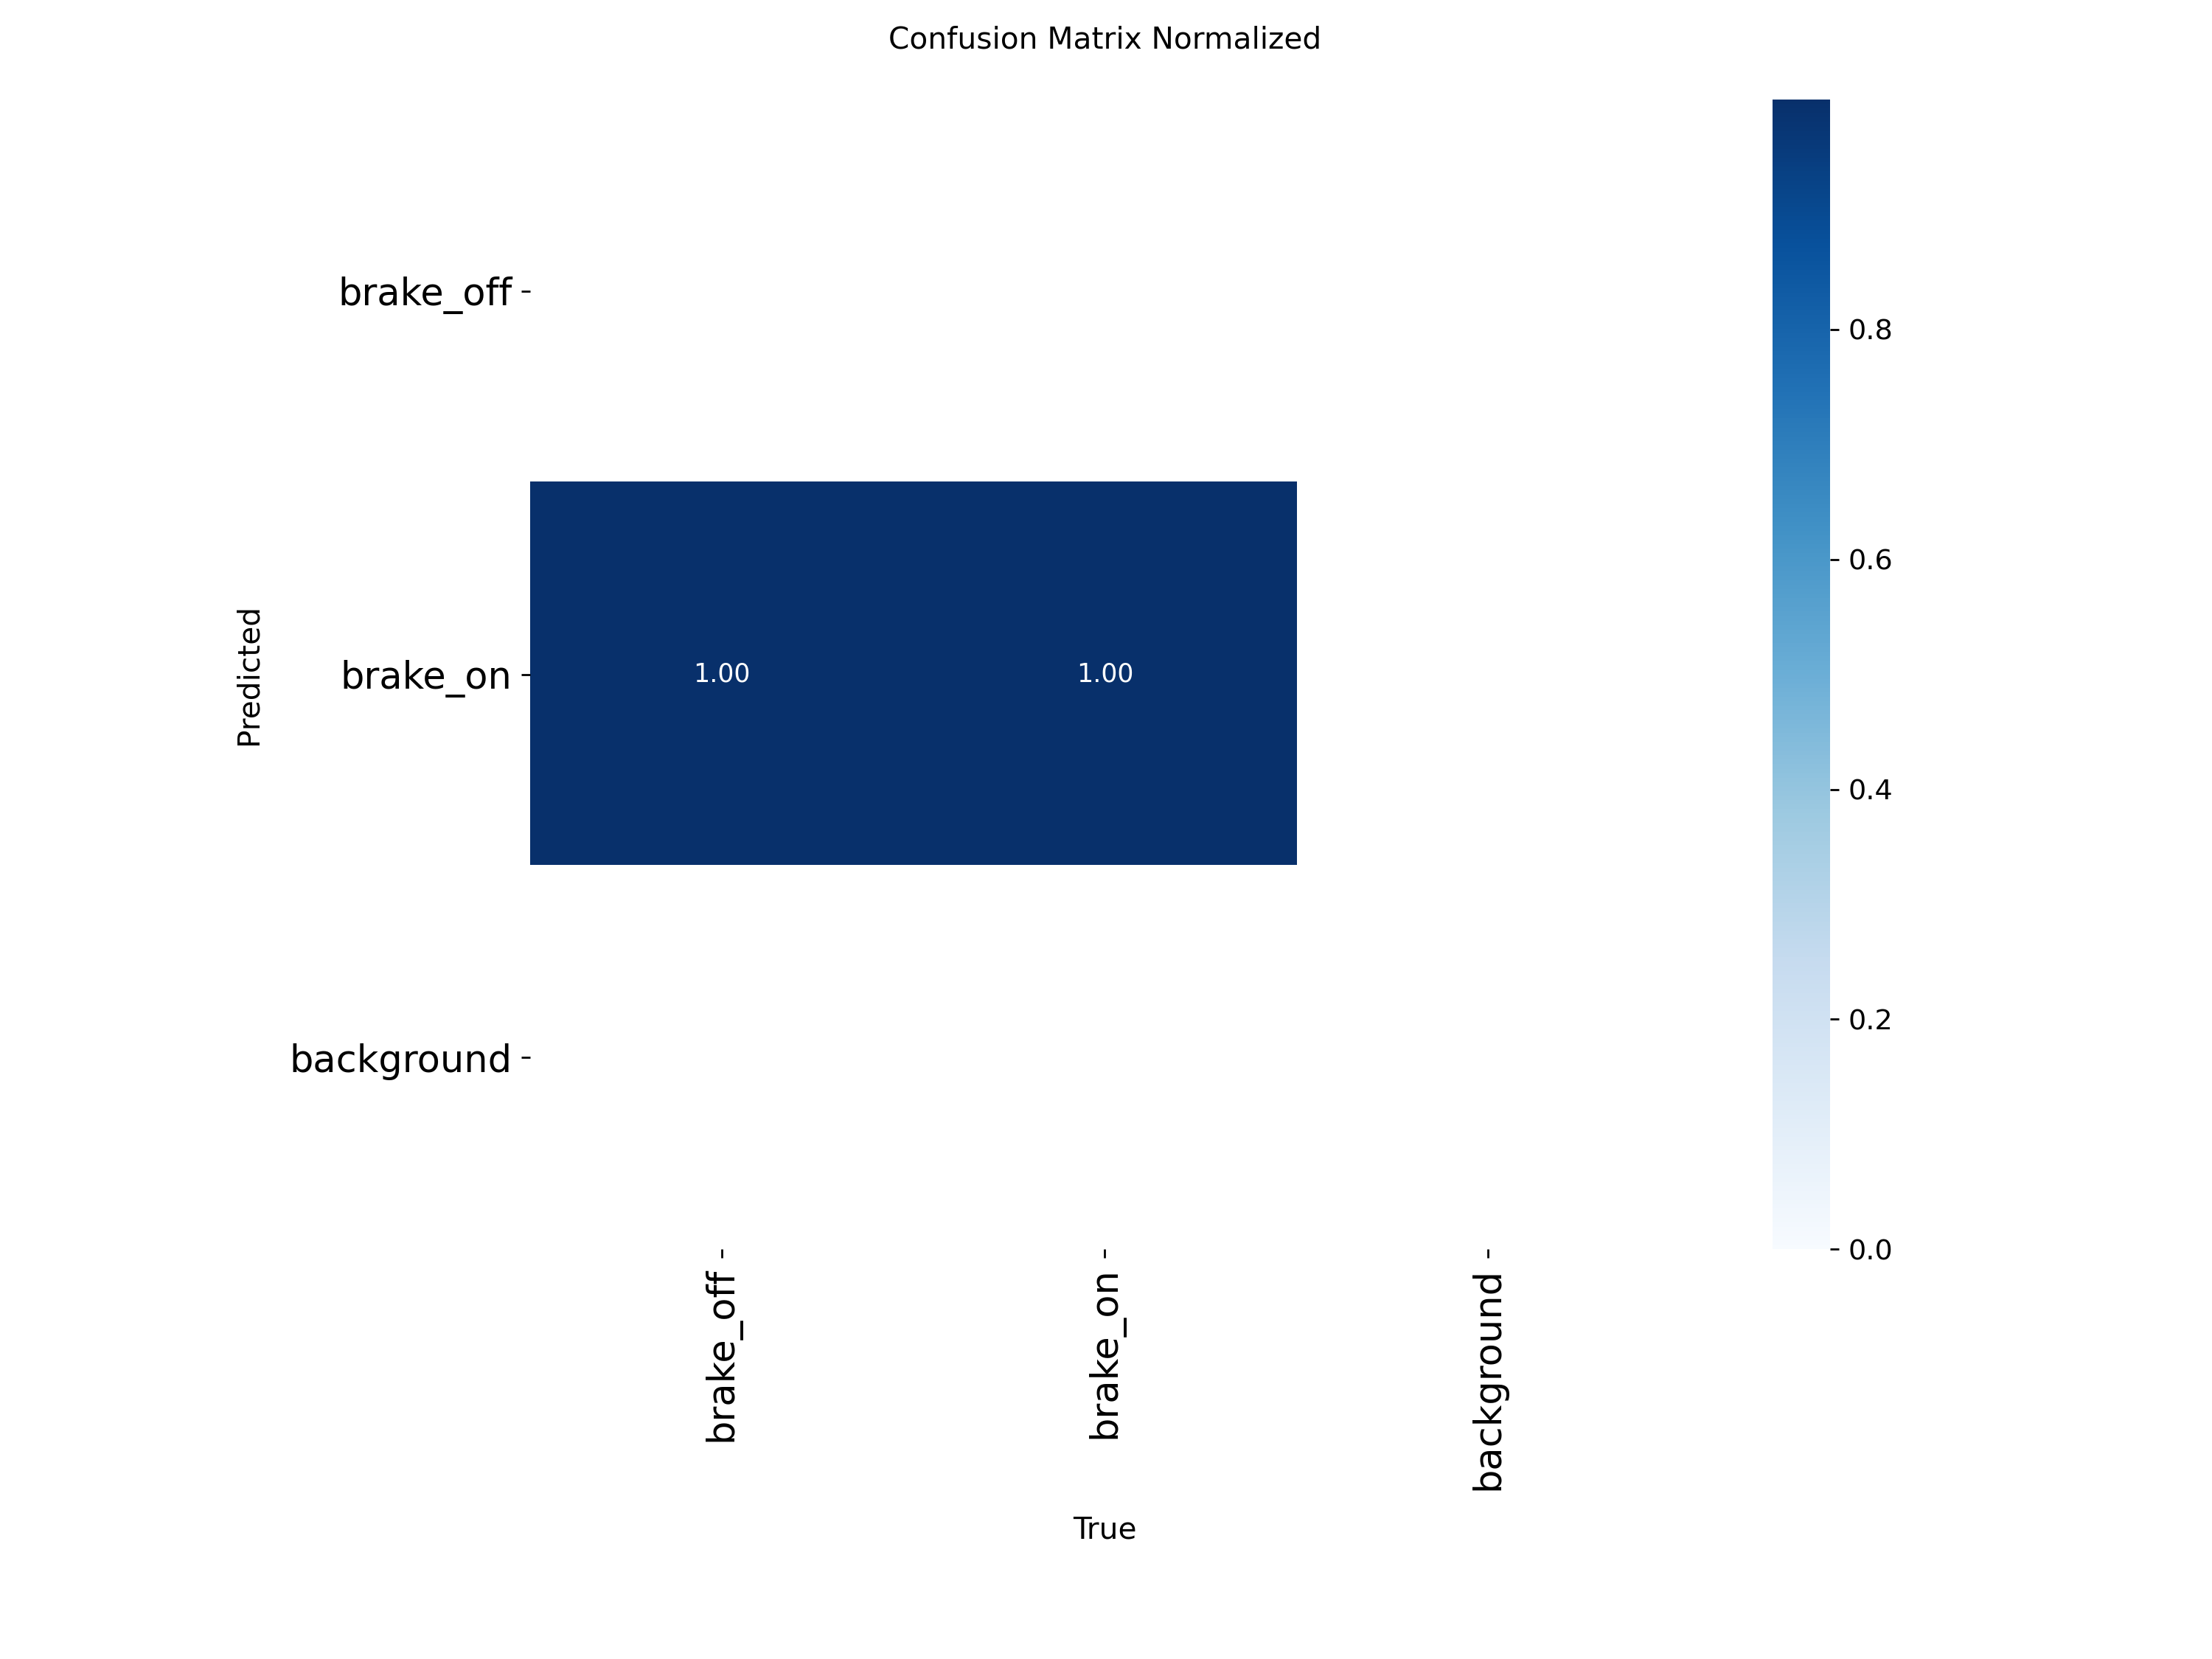 Confusion Matrix Normalized
Predicted
brake_off
brake_on
background
1.00 1.00
brake_off
brake_on
background
True
0.8
0.6
0.4
0.2
0.0